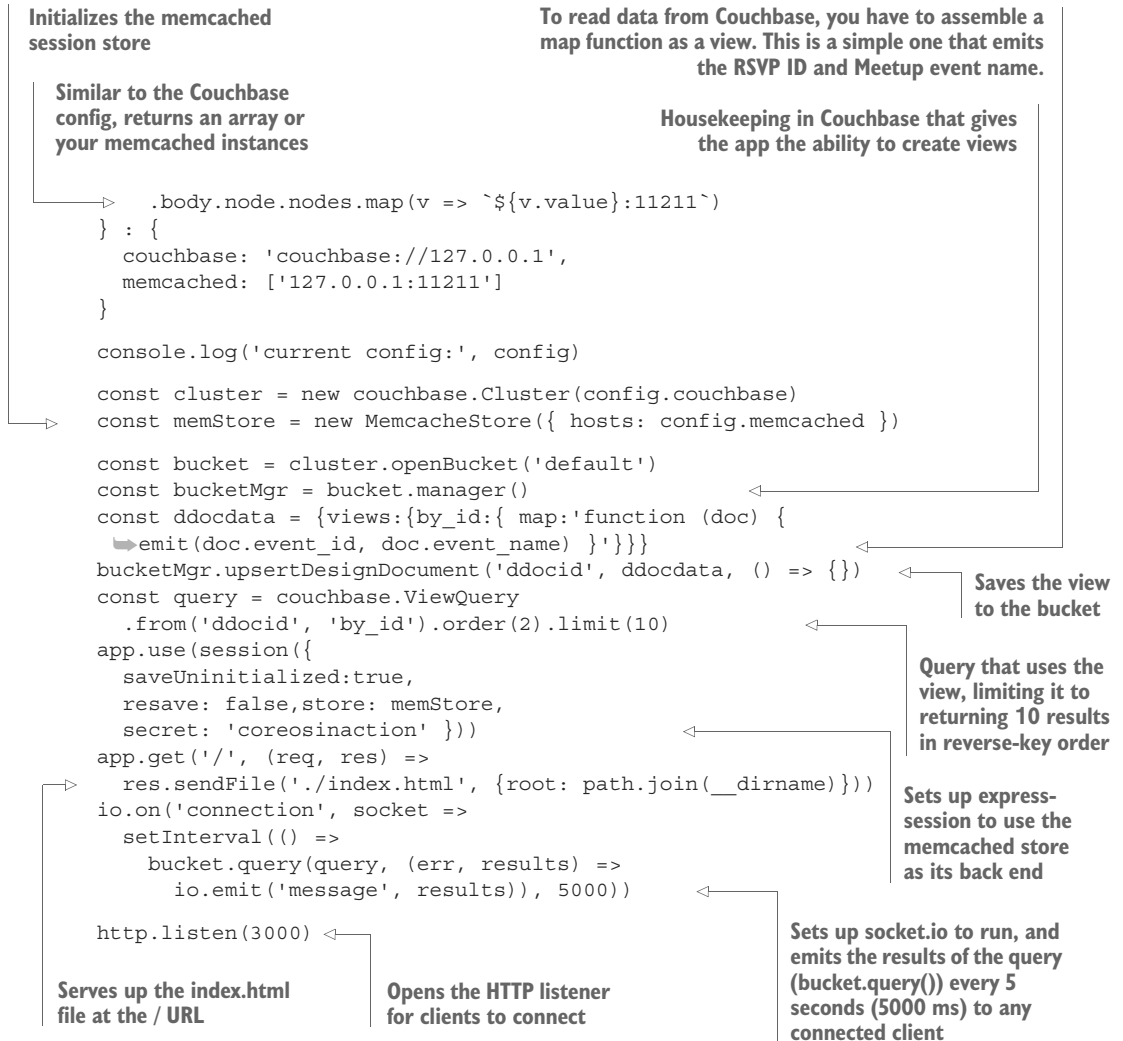 Initializes the memcached
session store
To read data from Couchbase, you have to assemble a
map function as a view. This is a simple one that emits
the RSVP ID and Meetup event name.
Similar to the Couchbase
config, returns an array or
your memcached instances
Housekeeping in Couchbase that gives
the app the ability to create views
.body.node.nodes.map(v => `${v.value}:11211`)
} : {
couchbase: 'couchbase://127.0.0.1',
memcached: ['127.0.0.1:11211']
}
console.log('current config:', config)
const cluster = new couchbase.Cluster(config.couchbase)
const memStore = new MemcacheStore({ hosts: config.memcached })
const bucket = cluster.openBucket('default')
const bucketMgr = bucket.manager()
const ddocdata = {views:{by_id:{ map:'function (doc) {
➥emit(doc.event_id, doc.event_name) }'}}}
bucketMgr.upsertDesignDocument('ddocid', ddocdata, () => {})
Saves the view
to the bucket
const query = couchbase.ViewQuery
.from('ddocid', 'by_id').order(2).limit(10)
Query that uses the
view, limiting it to
returning 10 results
in reverse-key order
app.use(session({
saveUninitialized:true,
resave: false,store: memStore,
secret: 'coreosinaction' }))
app.get('/', (req, res) =>
res.sendFile('./index.html', {root: path.join(__dirname)}))
Sets up express-
session to use the
memcached store
as its back end
io.on('connection', socket =>
setInterval(() =>
bucket.query(query, (err, results) =>
io.emit('message', results)), 5000))
http.listen(3000)
Sets up socket.io to run, and
emits the results of the query
(bucket.query()) every 5
seconds (5000 ms) to any
connected client
Serves up the index.html
file at the / URL
Opens the HTTP listener
for clients to connect